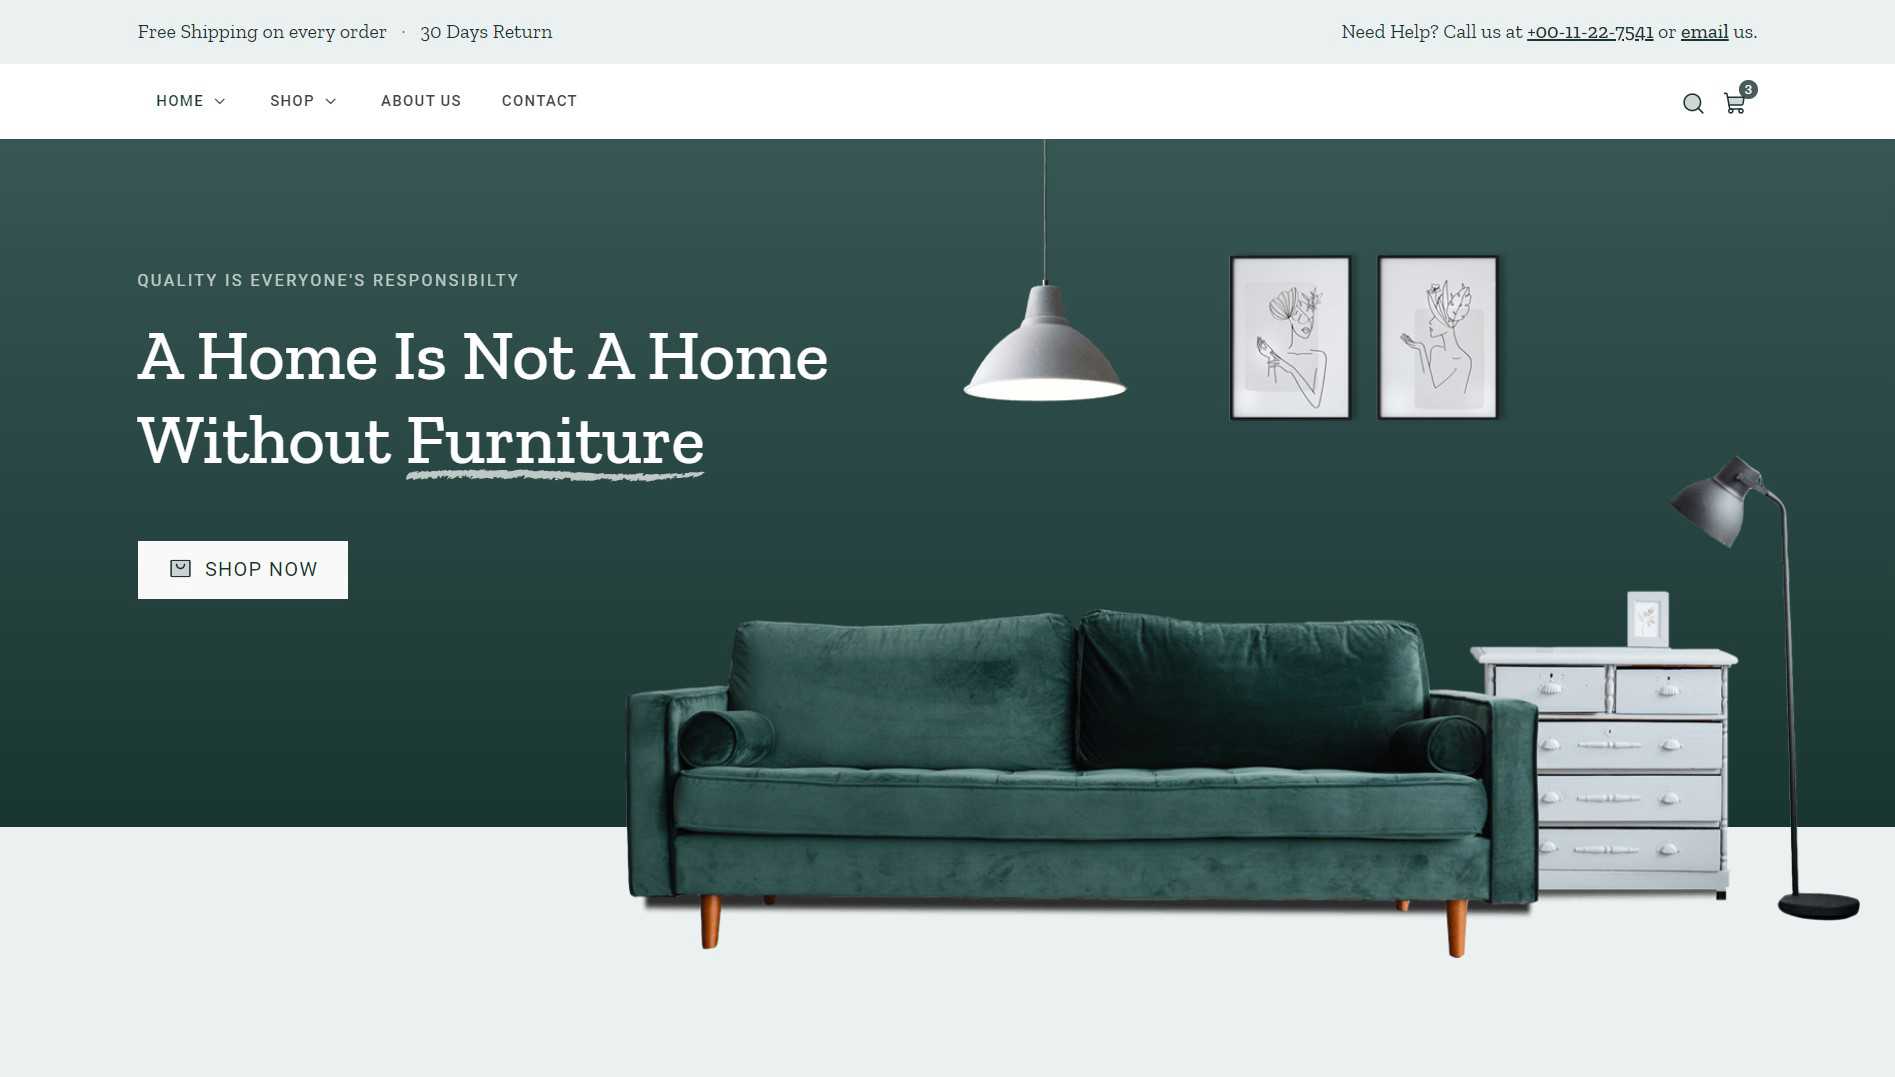 Free Shipping on every order · 30 Days Return
Need Help? Call us at +00-11-22-7541 or email us.
HOME SHOP ABOUT US CONTACT
3
QUALITY IS EVERYONE'S RESPONSIBILTY
A Home Is Not A Home
Without Furniture
SHOP NOW